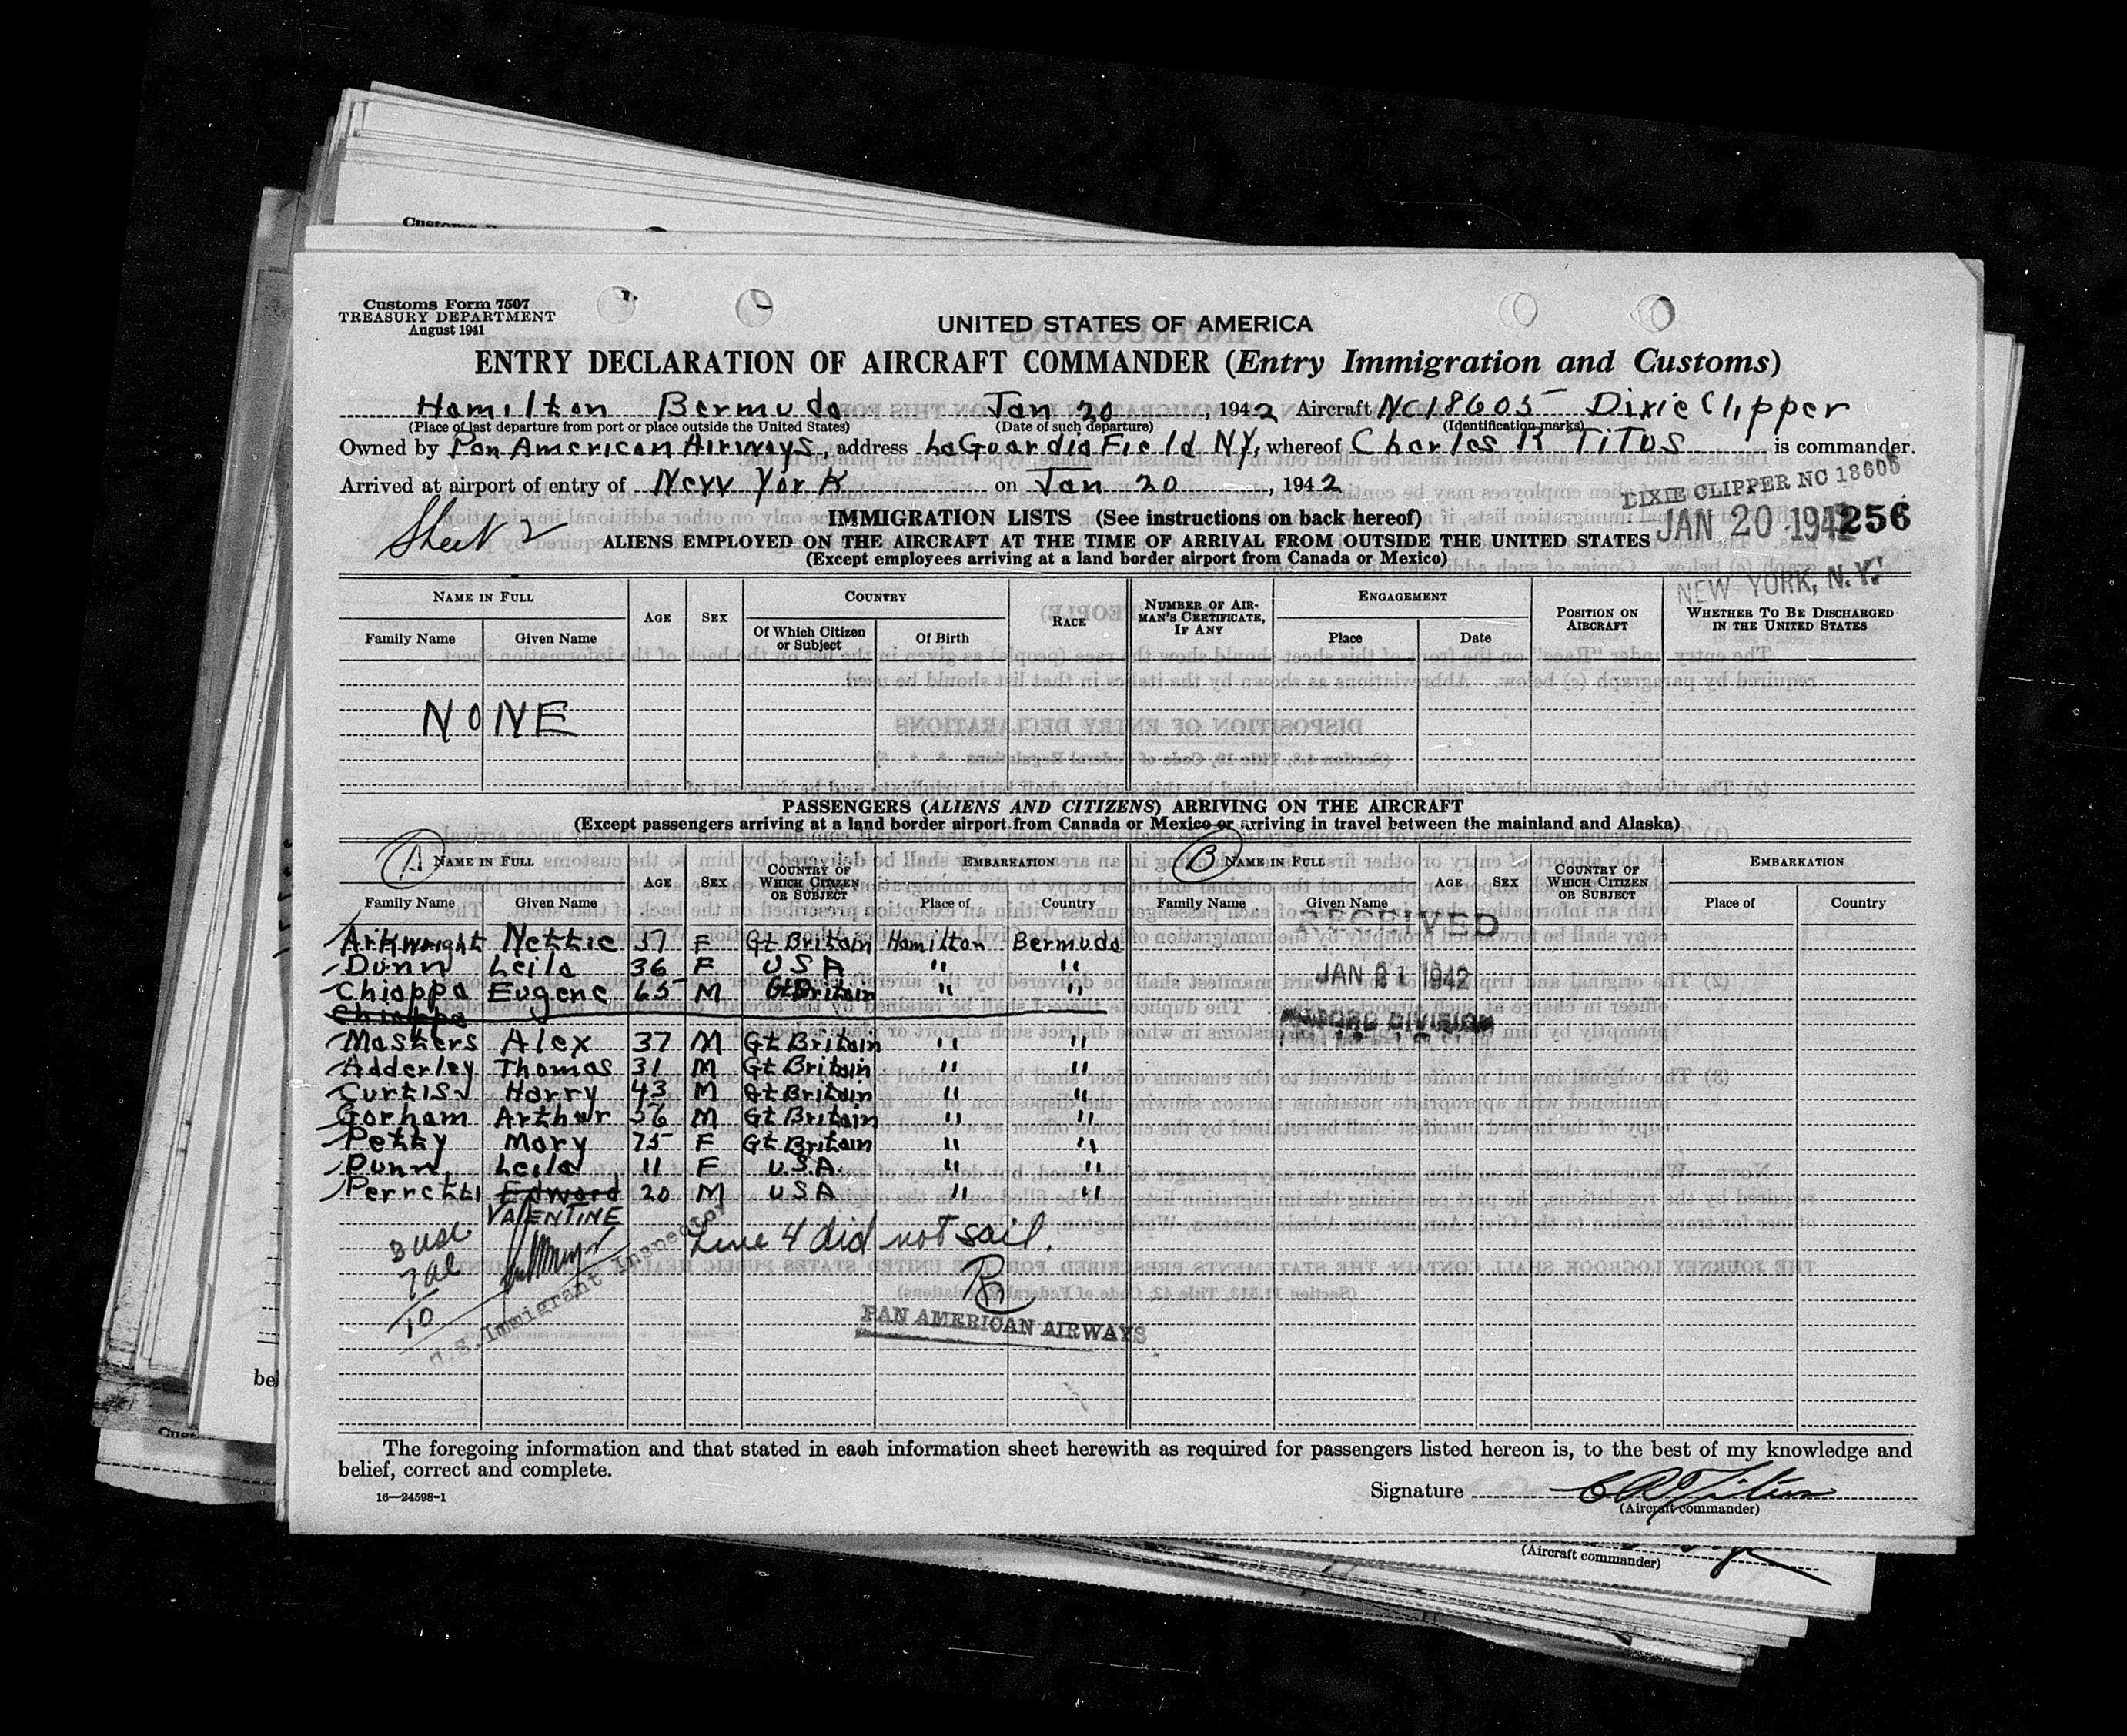 Customs Form 7507
TREASURY DEPARTMENT
August 1941
UNITED STATES OF AMERICA
ENTRY DECLARATION OF AIRCRAFT COMMANDER (Entry Immigration and Customs)
Hamilton Bermuda Jan 20, 1942 Aircraft NC18605 Dixie Clipper
(Place of last departure from port or place outside the United States) (Date of such departure) (Identification marks)
Owned by Pan American Airways, address LaGuardia Field NY, whereof Charles R Titus is commander.
Arrived at airport of entry of New York on Jan 20, 1942
DIXIE CLIPPER NC 18605
Sheet 2
IMMIGRATION LISTS (See instructions on back hereof)
JAN 20 1942 256
ALIENS EMPLOYED ON THE AIRCRAFT AT THE TIME OF ARRIVAL FROM OUTSIDE THE UNITED STATES
(Except employees arriving at a land border airport from Canada or Mexico)
NEW YORK, N.Y.
NAME IN FULL AGE SEX COUNTRY RACE NUMBER OF AIRMAN'S CERTIFICATE, IF ANY ENGAGEMENT POSITION ON AIRCRAFT WHETHER TO BE DISCHARGED IN THE UNITED STATES
Family Name Given Name Of Which Citizen or Subject Of Birth Place Date
NONE
PASSENGERS (ALIENS AND CITIZENS) ARRIVING ON THE AIRCRAFT
(Except passengers arriving at a land border airport from Canada or Mexico or arriving in travel between the mainland and Alaska)
A NAME IN FULL AGE SEX COUNTRY OF WHICH CITIZEN OR SUBJECT EMBARKATION B NAME IN FULL AGE SEX COUNTRY OF WHICH CITIZEN OR SUBJECT EMBARKATION
Family Name Given Name Place of Country Family Name Given Name Place of Country
RECEIVED
Arkwright Nettie 37 F Gt Britain Hamilton Bermuda
Dunn Leila 36 F USA " "
JAN 21 1942
Chiappa Eugene 65 M Gt Britain " "
Chiappa
RECORD DIVISION
Masters Alex 37 M Gt Britain " "
Adderley Thomas 31 M Gt Britain " "
Curtis Harry 43 M Gt Britain " "
Gorham Arthur 56 M Gt Britain " "
Petty Mary 75 F Gt Britain " "
Dunn Leila 11 F U.S.A. " "
Perretti Edward 20 M USA " "
VALENTINE
3 USC
Line 4 did not sail.
7 al
10
U.S. Immigrant Inspector
PAN AMERICAN AIRWAYS
The foregoing information and that stated in each information sheet herewith as required for passengers listed hereon is, to the best of my knowledge and
belief, correct and complete.
Signature C R Titus
(Aircraft commander)
16—24598-1
(Aircraft commander)